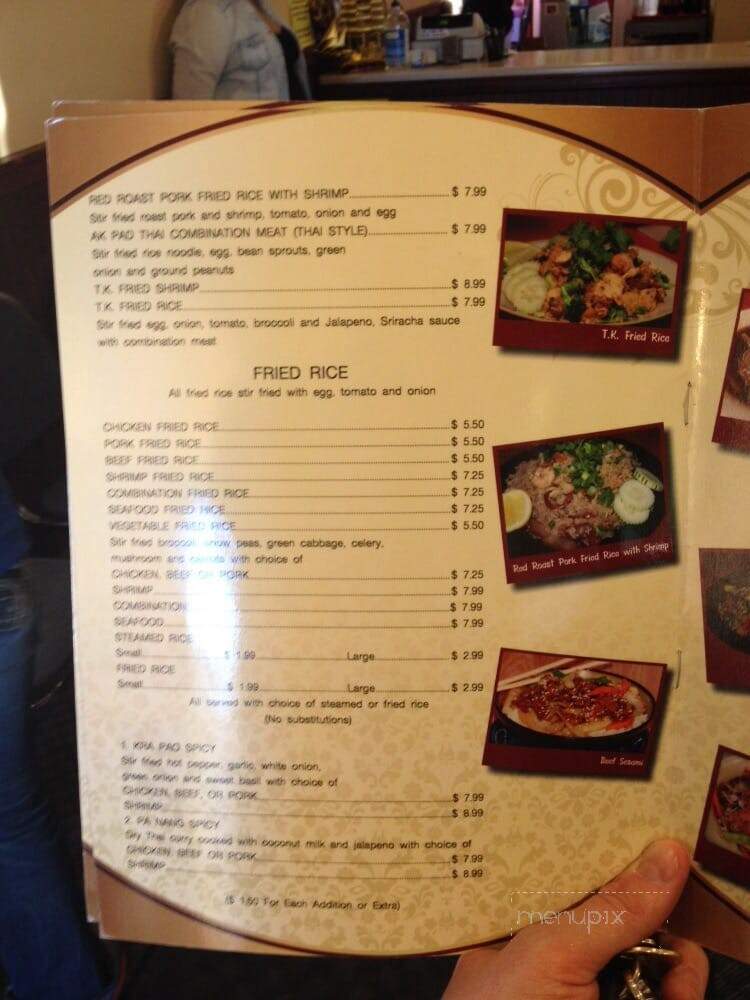 RED ROAST PORK FRIED RICE WITH SHRIMP $ 7.99
Stir fried roast pork and shrimp, tomato, onion and egg
AK PAD THAI COMBINATION MEAT (THAI STYLE) $ 7.99
Stir fried rice noodle, egg, bean sprouts, green
onion and ground peanuts
T.K. FRIED SHRIMP $ 8.99
T.K. FRIED RICE $ 7.99
Stir fried egg, onion, tomato, broccoli and Jalapeno, Sriracha sauce
with combination meat
T.K. Fried Rice
FRIED RICE
All fried rice stir fried with egg, tomato and onion
CHICKEN FRIED RICE $ 5.50
PORK FRIED RICE $ 5.50
BEEF FRIED RICE $ 5.50
SHRIMP FRIED RICE $ 7.25
COMBINATION FRIED RICE $ 7.25
SEAFOOD FRIED RICE $ 7.25
VEGETABLE FRIED RICE $ 5.50
Stir fried broccoli, snow peas, green cabbage, celery,
mushroom and carrots with choice of
CHICKEN, BEEF OR PORK $ 7.25
SHRIMP $ 7.99
COMBINATION $ 7.99
SEAFOOD $ 7.99
STEAMED RICE
Small $ 1.99 Large $ 2.99
FRIED RICE
Small $ 1.99 Large $ 2.99
All served with choice of steamed or fried rice
(No substitutions)
Red Roast Pork Fried Rice with Shrimp
Beef Sesami
1. KRA PAO SPICY
Stir fried hot pepper, garlic, white onion,
green onion and sweet basil with choice of
CHICKEN, BEEF, OR PORK $ 7.99
SHRIMP $ 8.99
2. PA NANG SPICY
Dry Thai curry cooked with coconut milk and jalapeno with choice of
CHICKEN, BEEF OR PORK $ 7.99
SHRIMP $ 8.99
($ 1.50 For Each Addition or Extra)
menupix